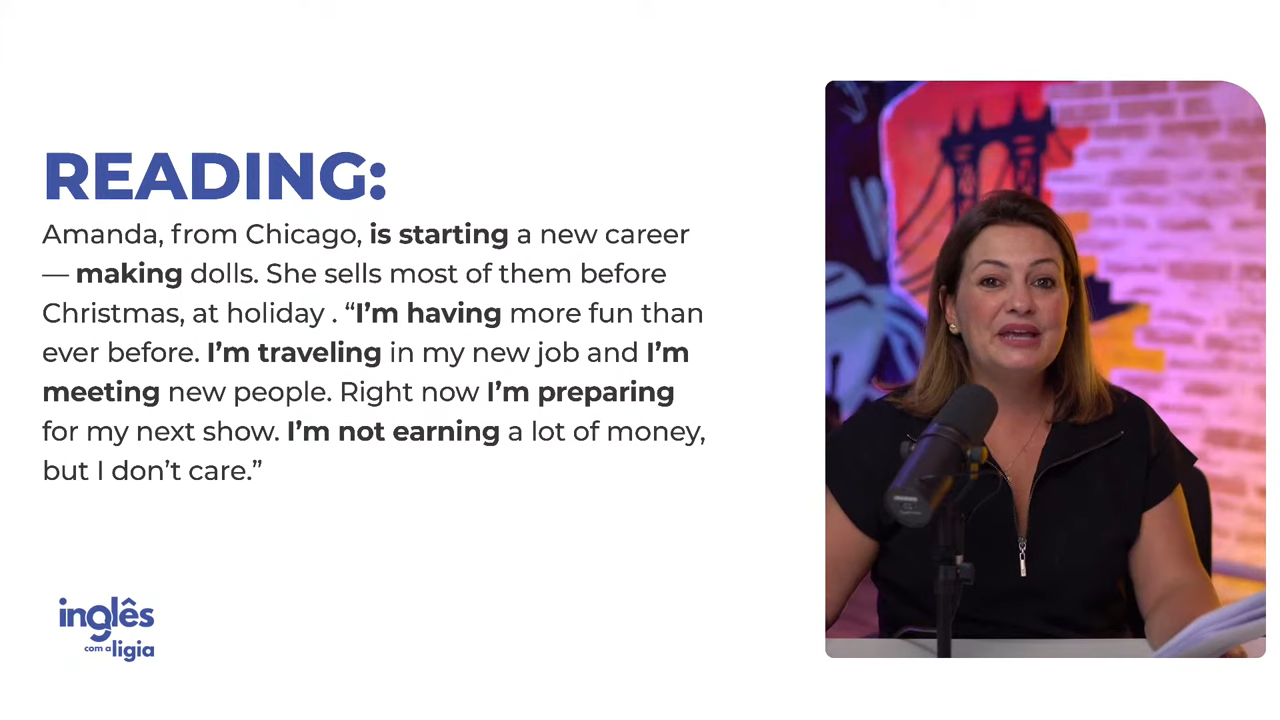 READING:
Amanda, from Chicago, is starting a new career
— making dolls. She sells most of them before
Christmas, at holiday . “I’m having more fun than
ever before. I’m traveling in my new job and I’m
meeting new people. Right now I’m preparing
for my next show. I’m not earning a lot of money,
but I don’t care.”
inglês
com a ligia